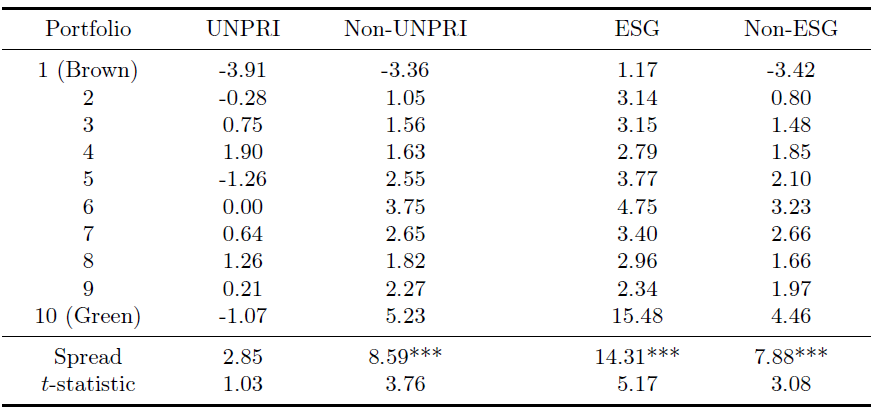 Portfolio UNPRI Non-UNPRI ESG Non-ESG
1 (Brown) -3.91 -3.36 1.17 -3.42
2 -0.28 1.05 3.14 0.80
3 0.75 1.56 3.15 1.48
4 1.90 1.63 2.79 1.85
5 -1.26 2.55 3.77 2.10
6 0.00 3.75 4.75 3.23
7 0.64 2.65 3.40 2.66
8 1.26 1.82 2.96 1.66
9 0.21 2.27 2.34 1.97
10 (Green) -1.07 5.23 15.48 4.46
Spread 2.85 8.59*** 14.31*** 7.88***
t-statistic 1.03 3.76 5.17 3.08